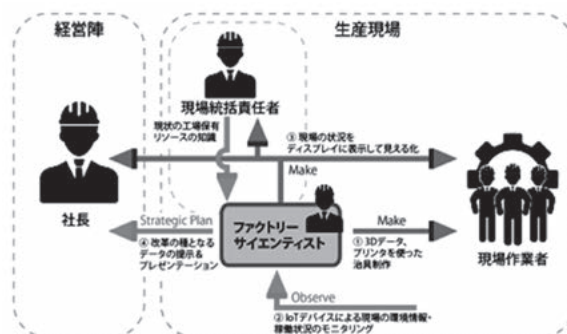 経営陣
生産現場
現場統括責任者
現状の工場保有
リソースの知識
③ 現場の状況を
ディスプレイに表示して見える化
Make
社長
Strategic Plan
④ 改革の種となる
データの提示&
プレゼンテーション
ファクトリー
サイエンティスト
Make
① 3Dデータ、
プリンタを使った
治具制作
現場作業者
Observe
② IoTデバイスによる現場の環境情報・
稼働状況のモニタリング